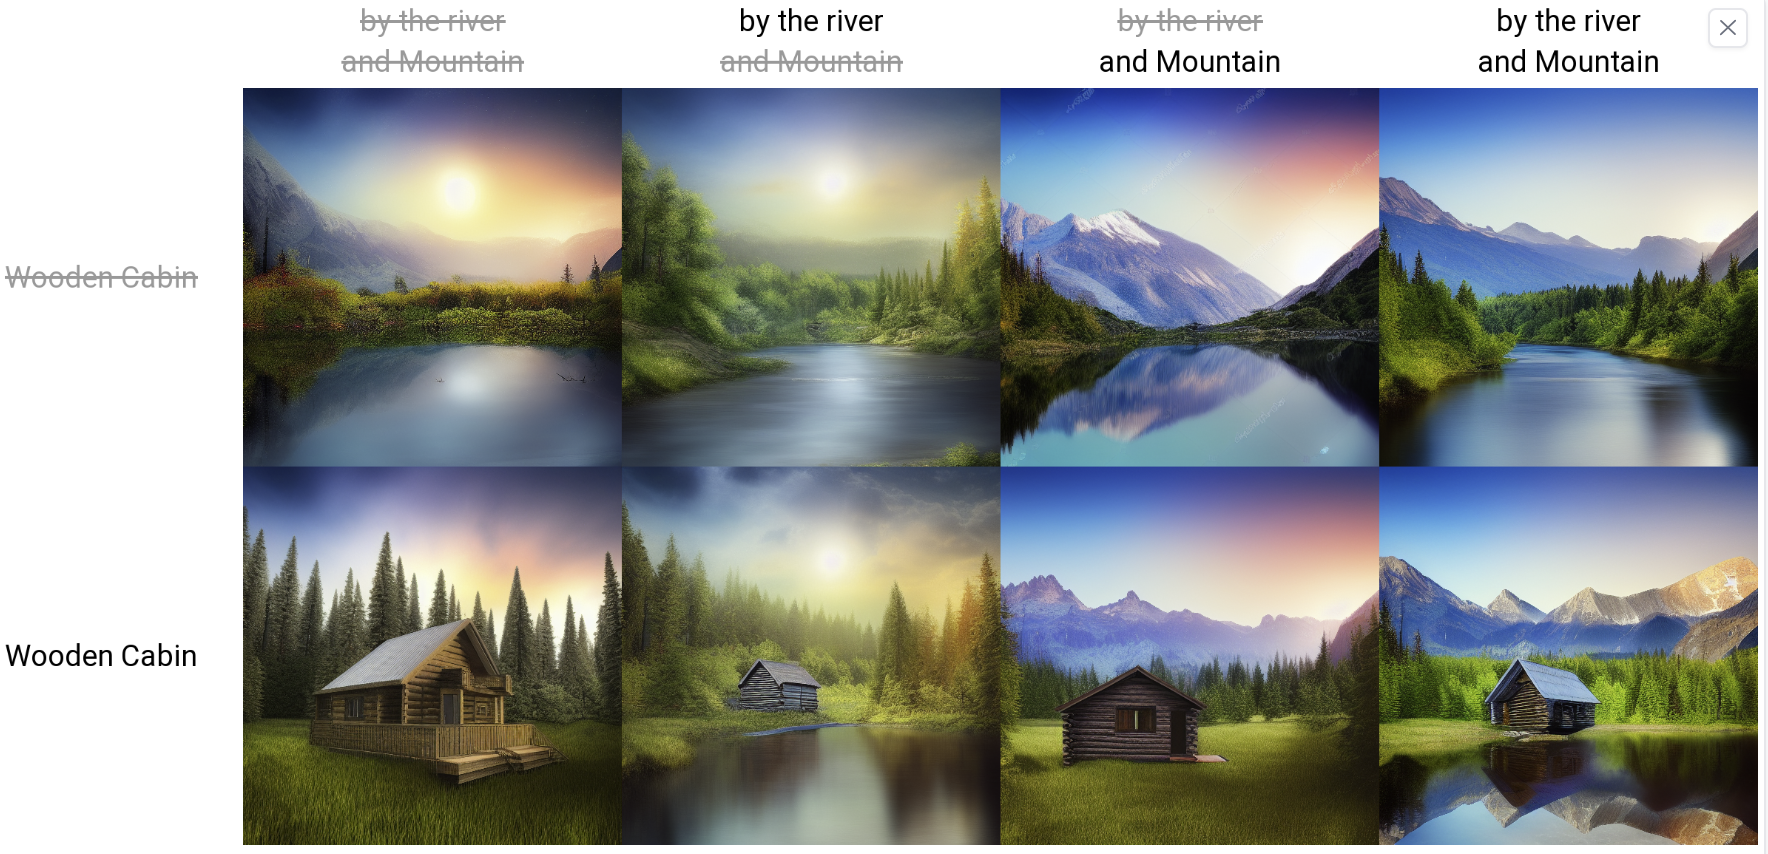 by the river
and Mountain
by the river
and Mountain
by the river
and Mountain
by the river
and Mountain
Wooden Cabin
Wooden Cabin